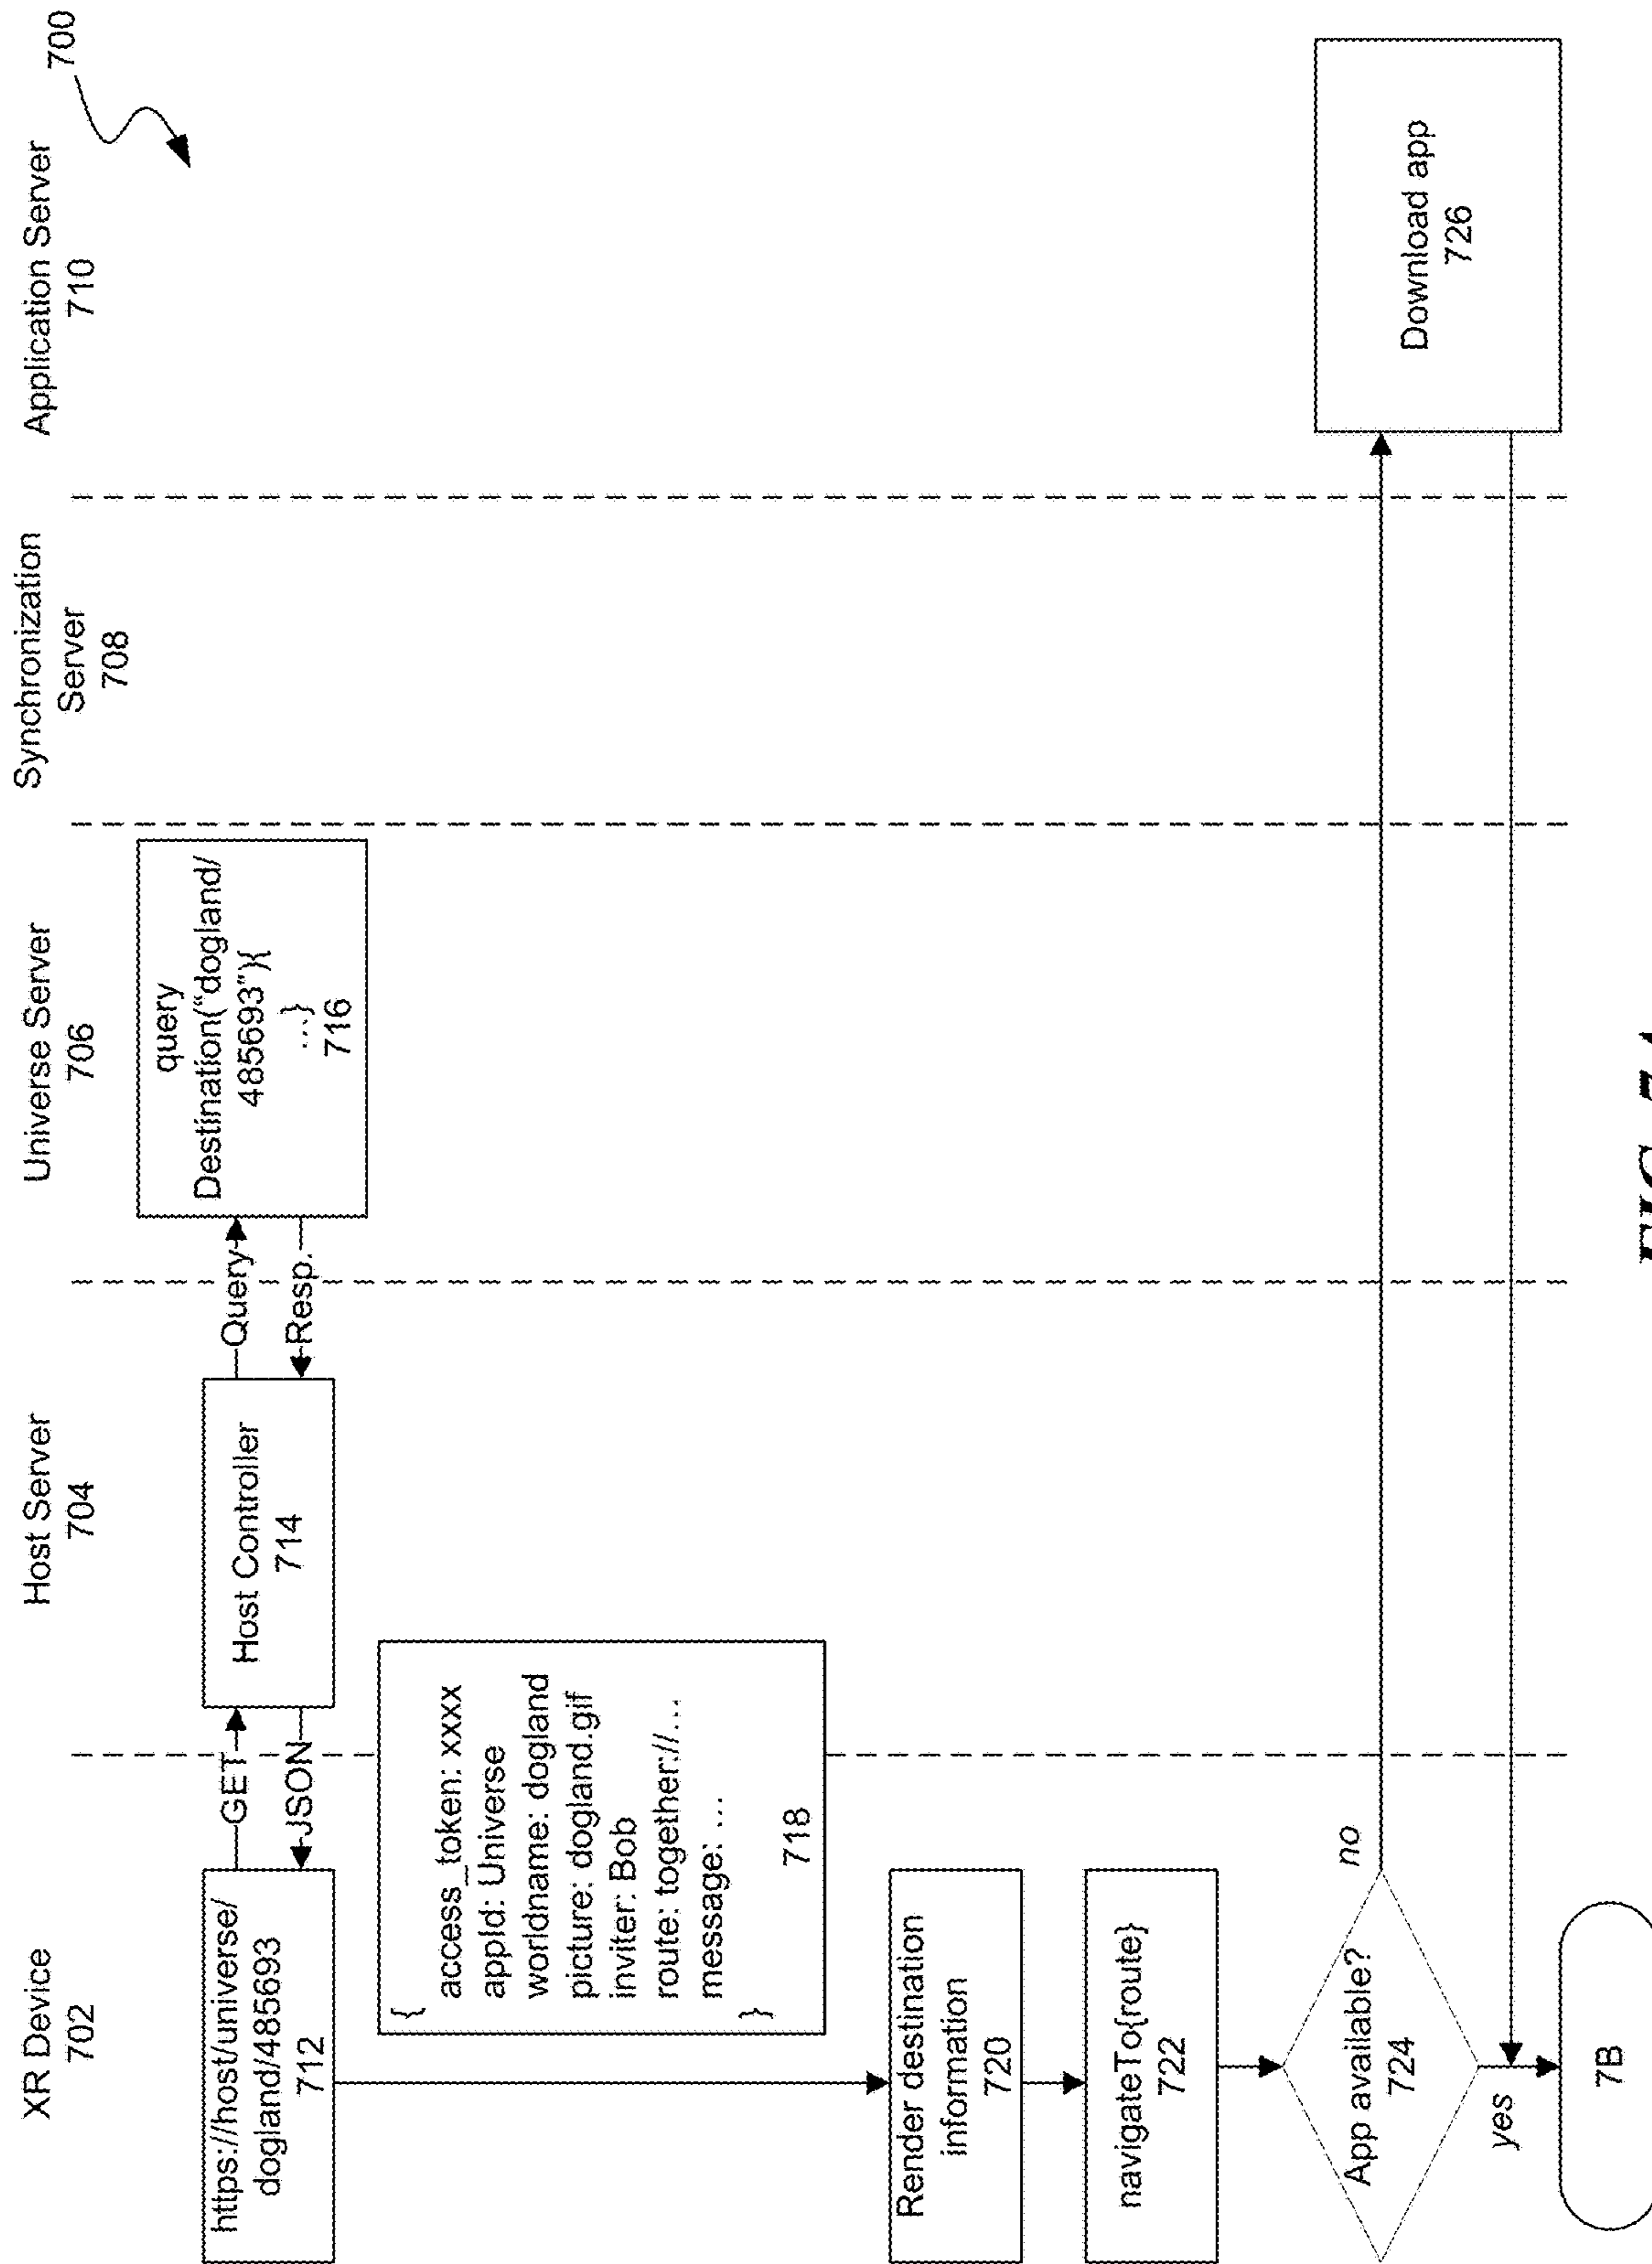 700
XR Device
702
Host Server
704
Universe Server
706
Synchronization
Server
708
Application Server
710
https://host/universe/
dogland/485693
712
GET
JSON
Host Controller
714
Query
Resp.
query
Destination("dogland/
485693"){
...}
716
{
access_token: xxxx
appId: Universe
worldname: dogland
picture: dogland.gif
inviter: Bob
route: together://...
message: ...
}
718
Render destination
information
720
navigateTo{route}
722
App available?
724
no
yes
Download app
726
7B
FIG. 7A